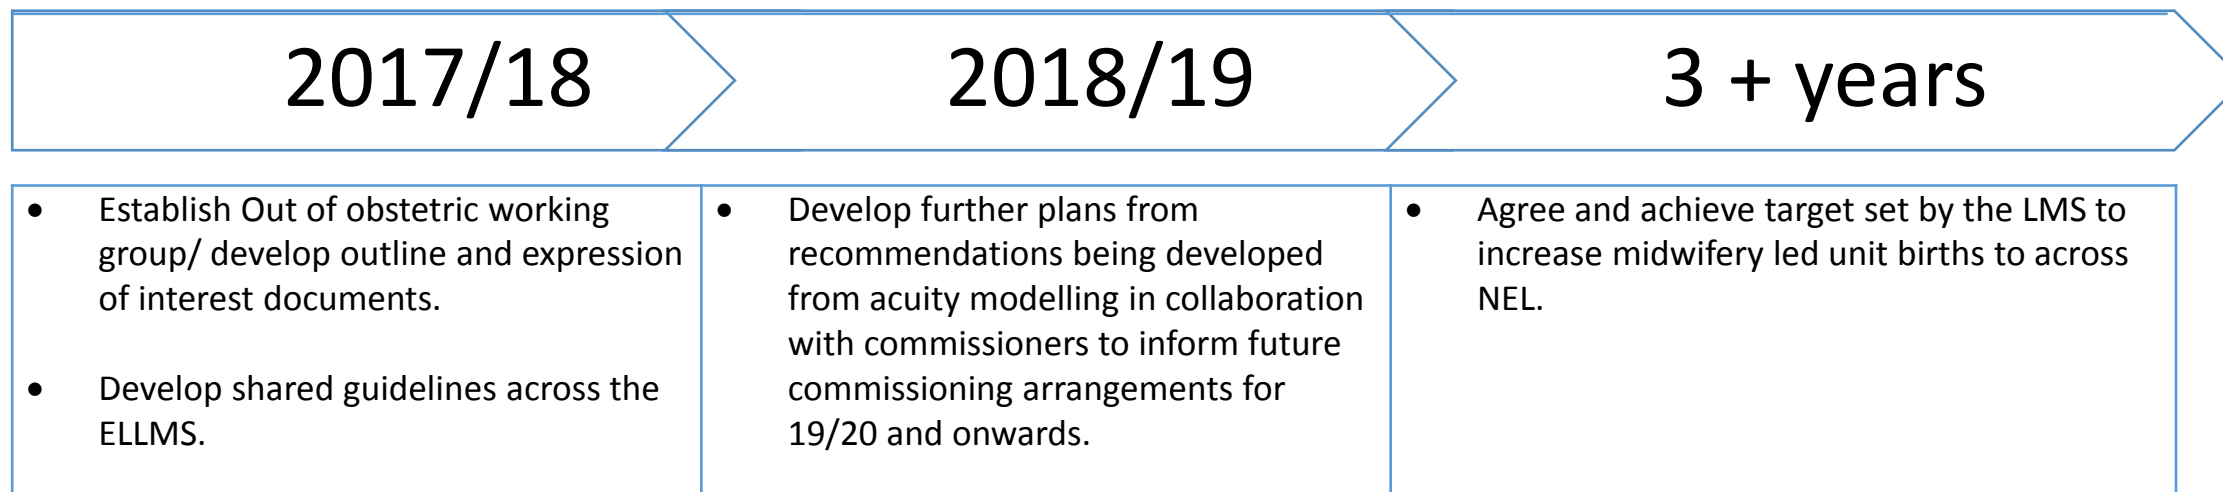 2017/18
2018/19
3 + years
• Establish Out of obstetric working
group/ develop outline and expression
of interest documents.
• Develop shared guidelines across the
ELLMS.
• Develop further plans from
recommendations being developed
from acuity modelling in collaboration
with commissioners to inform future
commissioning arrangements for
19/20 and onwards.
• Agree and achieve target set by the LMS to
increase midwifery led unit births to across
NEL.